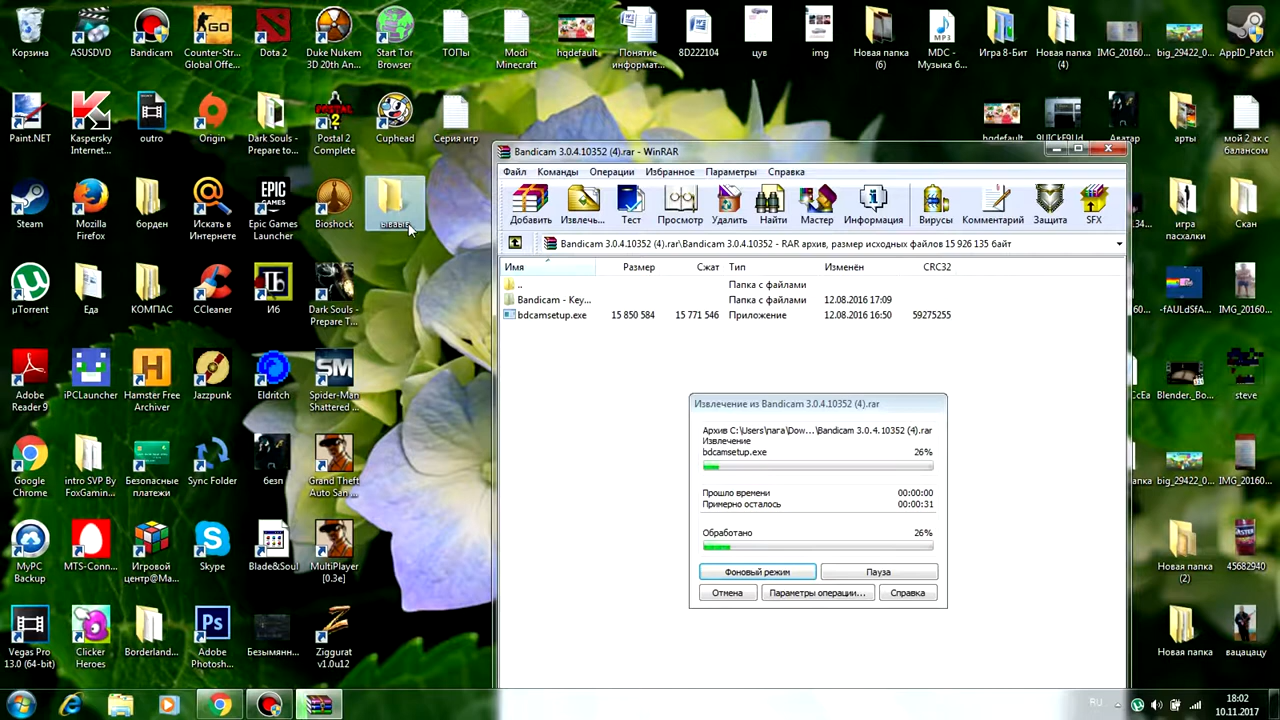 Корзина
ASUSDVD
Bandicam
Counter-Str...
Global Offe...
Dota 2
Duke Nukem
3D 20th An...
Start Tor
Browser
ТОПы
Modi
Minecraft
hqdefault
Понятие
информат...
8D222104
цув
img
Новая папка
(6)
MDC -
Музыка 6...
Игра 8-Бит
Новая папка
(4)
IMG_20160...
big_29422_0...
AppID_Patch
Paint.NET
Kaspersky
Internet...
outro
Origin
Dark Souls -
Prepare to...
Postal 2
Complete
Cuphead
Серия игр
hqdefault
9UICkF9Ud...
Аватар
арты
мой 2 ак с
балансом
Steam
Mozilla
Firefox
борден
Искать в
Интернете
Epic Games
Launcher
Bioshock
ываыв
игра
пасхалки
Скан
µTorrent
Еда
КОМПАС
CCleaner
Иб
Dark Souls -
Prepare T...
-fAULdSfA...
IMG_20160...
Adobe
Reader 9
iPCLauncher
Hamster Free
Archiver
Jazzpunk
Eldritch
Spider-Man
Shattered ...
CcEa
Blender._Bo...
steve
Google
Chrome
intro SVP By
FoxGamin...
Безопасные
платежи
Sync Folder
безп
Grand Theft
Auto San ...
папка
big_29422_0...
IMG_20160...
MyPC
Backup
MTS-Conn...
Игровой
центр@Ma...
Skype
Blade&Soul
MultiPlayer
[0.3e]
Новая папка
(2)
45682940
Vegas Pro
13.0 (64-bit)
Clicker
Heroes
Borderland...
Adobe
Photosh...
Безымянн...
Ziggurat
v1.0u12
Новая папка
вацацацу
Bandicam 3.0.4.10352 (4).rar - WinRAR
Файл Команды Операции Избранное Параметры Справка
Добавить Извлечь... Тест Просмотр Удалить Найти Мастер Информация Вирусы Комментарий Защита SFX
Bandicam 3.0.4.10352 (4).rar\Bandicam 3.0.4.10352 - RAR архив, размер исходных файлов 15 926 135 байт
Имя Размер Сжат Тип Изменён CRC32
.. Папка с файлами
Bandicam - Key... Папка с файлами 12.08.2016 17:09
bdcamsetup.exe 15 850 584 15 771 546 Приложение 12.08.2016 16:50 59275255
Извлечение из Bandicam 3.0.4.10352 (4).rar
Архив C:\Users\пага\Dow...\Bandicam 3.0.4.10352 (4).rar
Извлечение
bdcamsetup.exe 26%
Прошло времени 00:00:00
Примерно осталось 00:00:31
Обработано 26%
Фоновый режим Пауза
Отмена Параметры операции... Справка
RU
18:02
10.11.2017